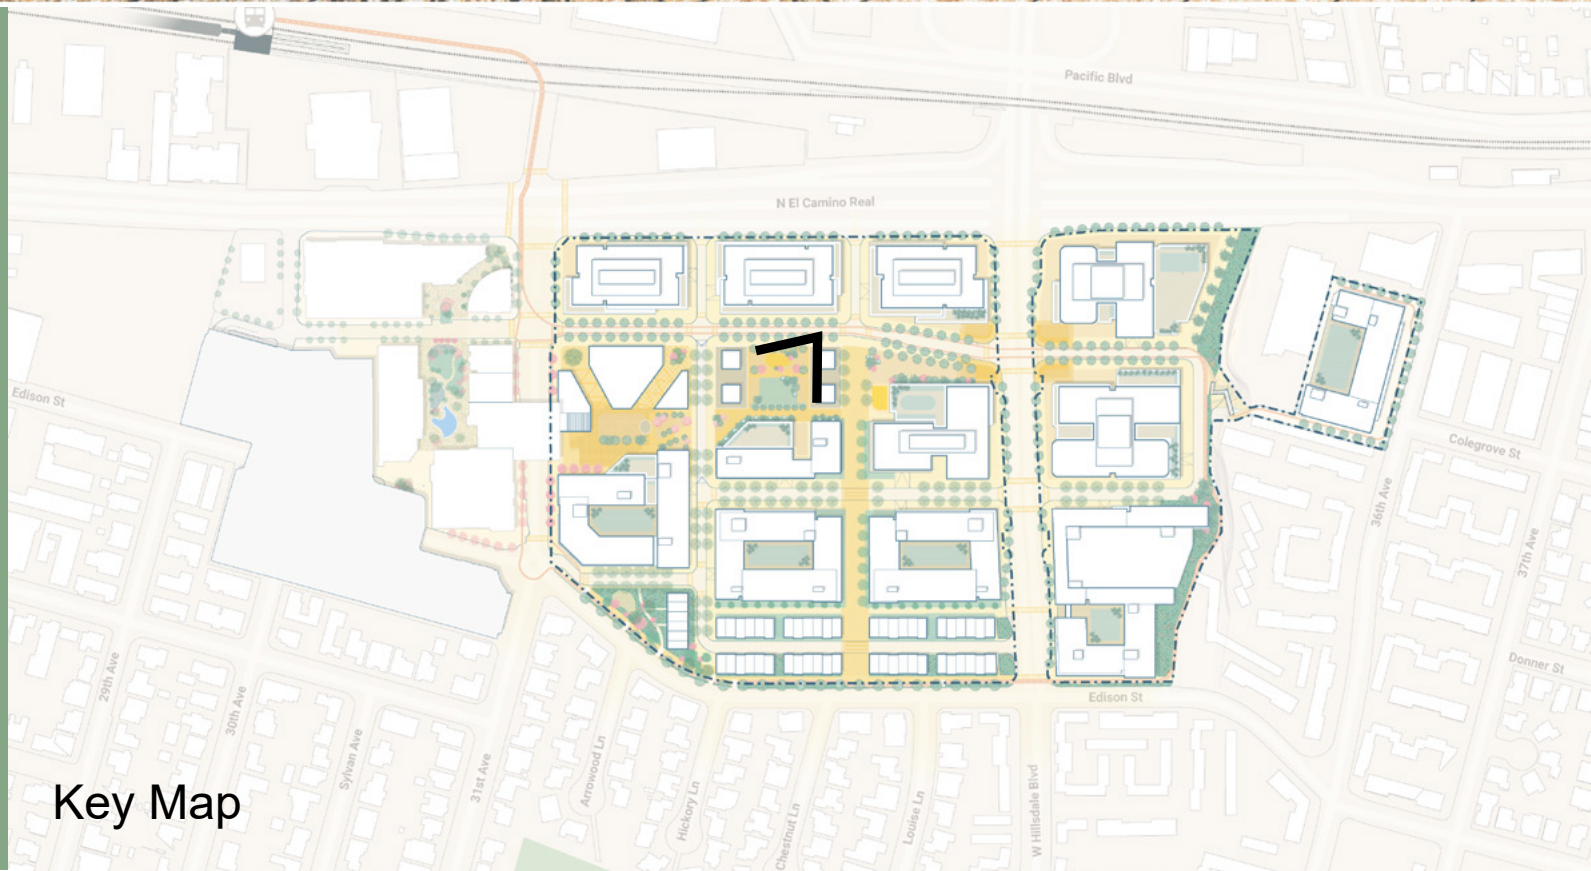 Pacific Blvd
N El Camino Real
Edison St
Colegrove St
36th Ave
37th Ave
Donner St
Edison St
29th Ave
30th Ave
Sylvan Ave
31st Ave
Arrowood Ln
Hickory Ln
Chestnut Ln
Louise Ln
W Hillsdale Blvd
Key Map